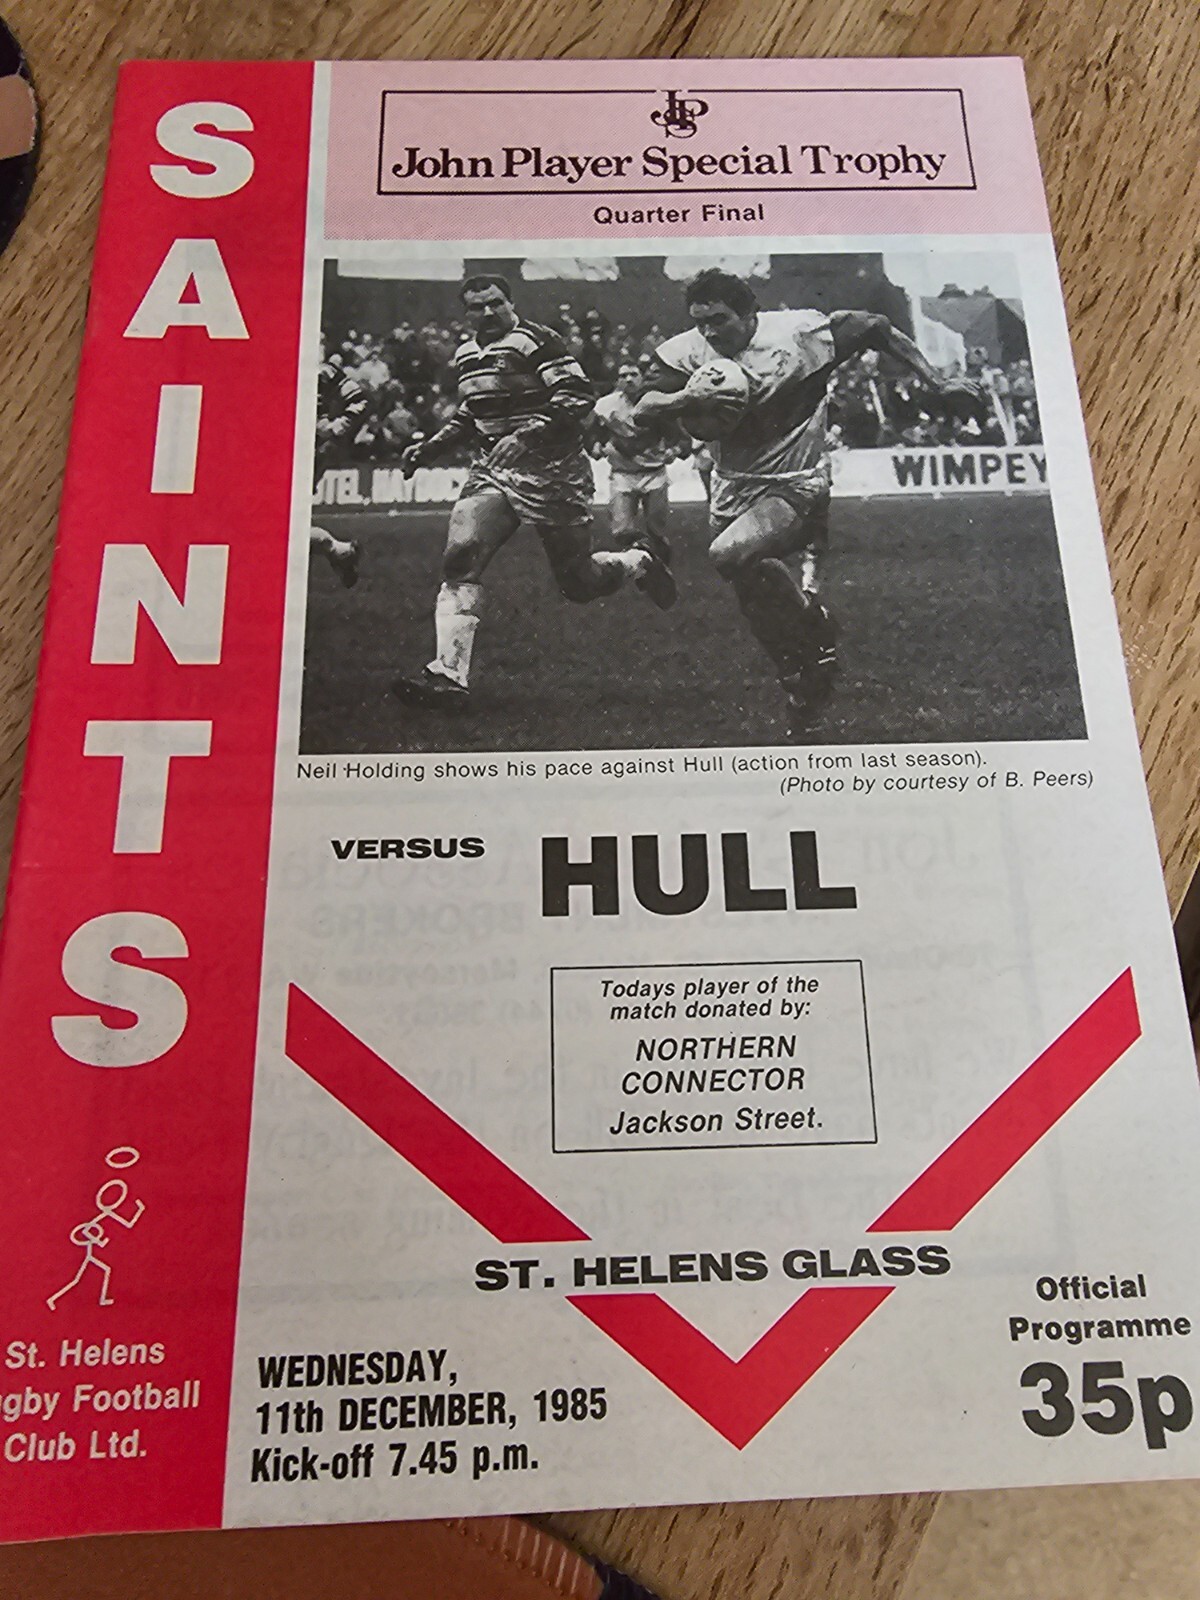 SAINTS
JPS
John Player Special Trophy
Quarter Final
WIMPEY
Neil Holding shows his pace against Hull (action from last season).
(Photo by courtesy of B. Peers)
VERSUS HULL
Todays player of the
match donated by:
NORTHERN
CONNECTOR
Jackson Street.
ST. HELENS GLASS
St. Helens
gby Football
Club Ltd.
WEDNESDAY,
11th DECEMBER, 1985
Kick-off 7.45 p.m.
Official
Programme
35p